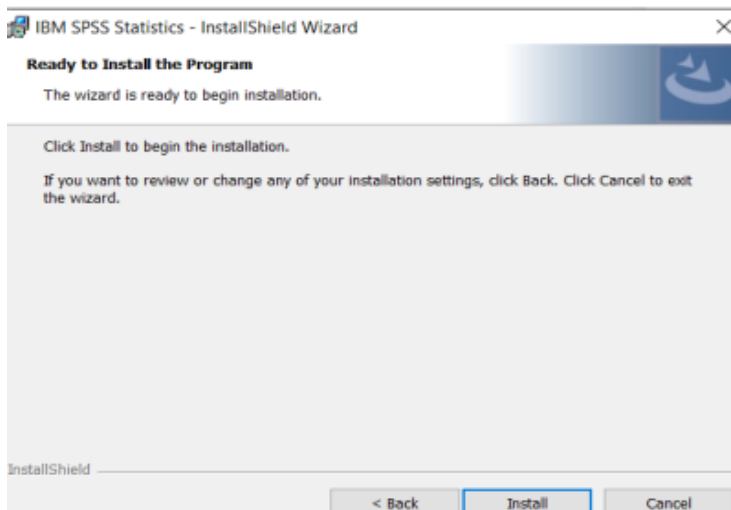 IBM SPSS Statistics - InstallShield Wizard
Ready to Install the Program
The wizard is ready to begin installation.
Click Install to begin the installation.
If you want to review or change any of your installation settings, click Back. Click Cancel to exit
the wizard.
InstallShield
< Back Install Cancel